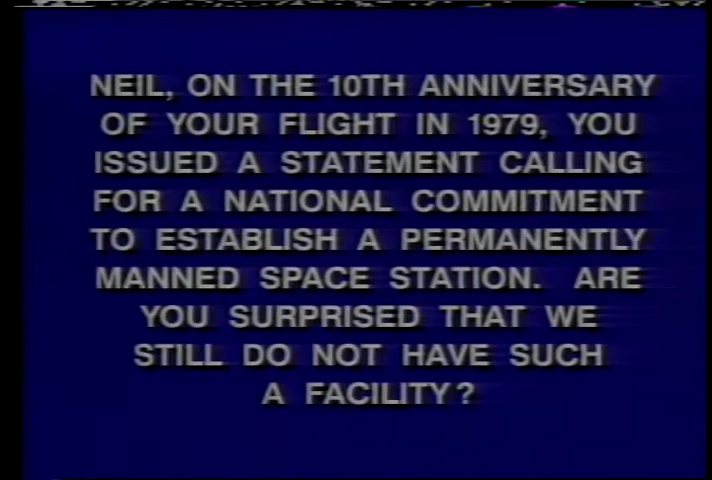 NEIL, ON THE 10TH ANNIVERSARY
OF YOUR FLIGHT IN 1979, YOU
ISSUED A STATEMENT CALLING
FOR A NATIONAL COMMITMENT
TO ESTABLISH A PERMANENTLY
MANNED SPACE STATION. ARE
YOU SURPRISED THAT WE
STILL DO NOT HAVE SUCH
A FACILITY?